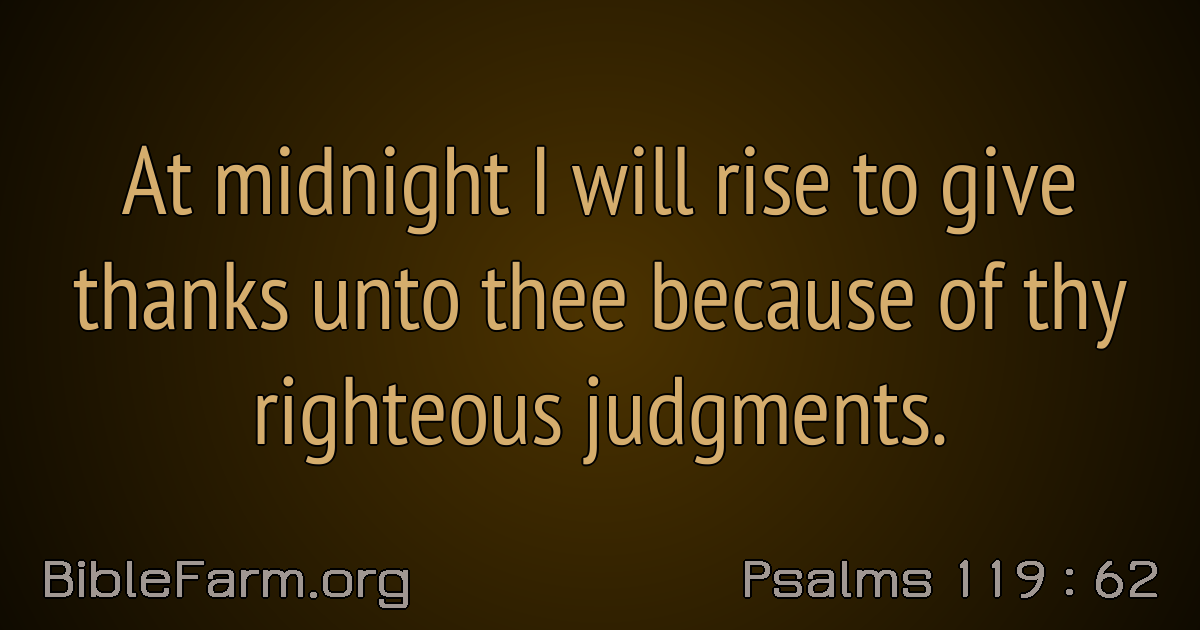 At midnight I will rise to give
thanks unto thee because of thy
righteous judgments.
BibleFarm.org
Psalms 119 : 62